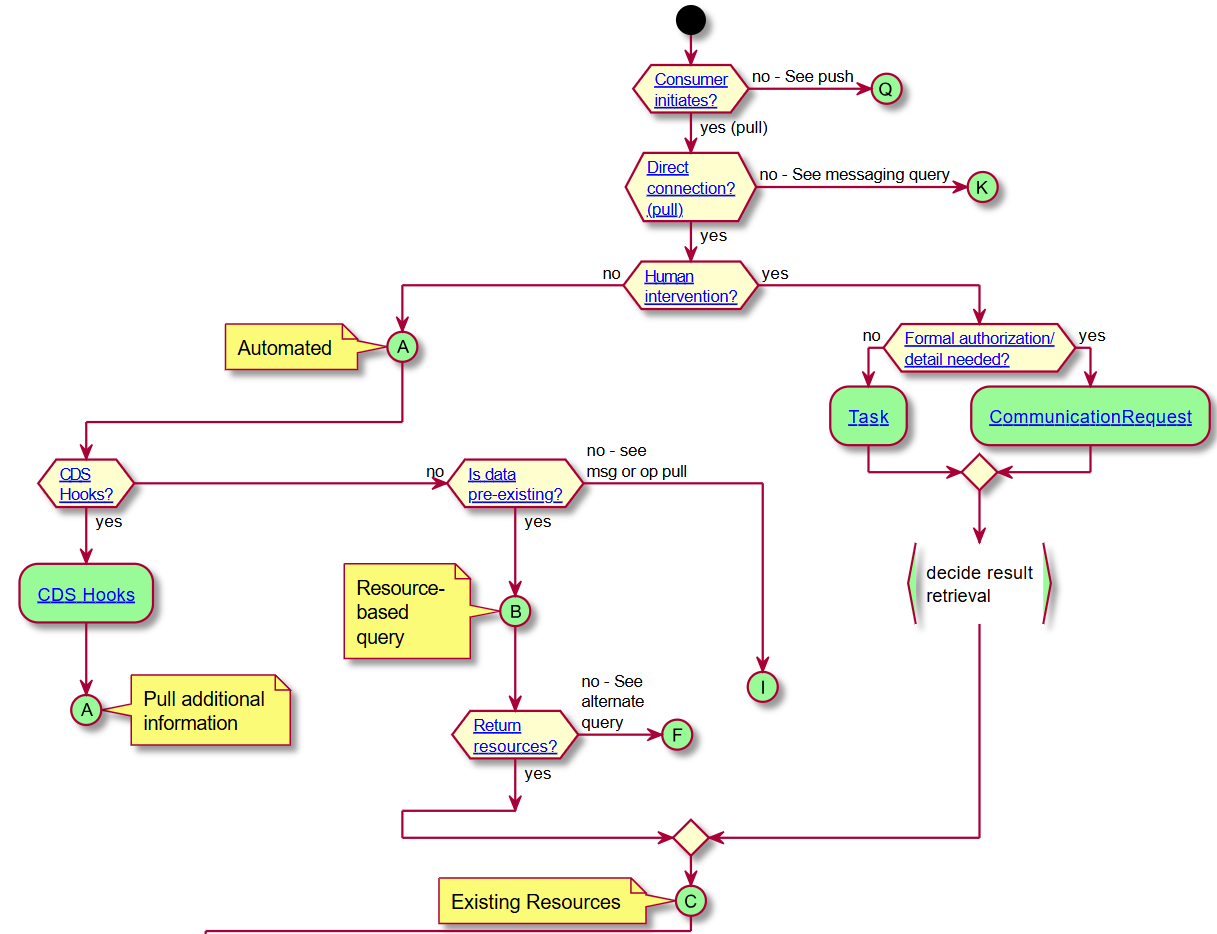 Consumer
initiates?
no - See push
Q
yes (pull)
Direct
connection?
(pull)
no - See messaging query
K
yes
no
Human
intervention?
yes
Automated
A
no
Formal authorization/
detail needed?
yes
Task
CommunicationRequest
CDS
Hooks?
no
Is data
pre-existing?
no - see
msg or op pull
yes
yes
CDS Hooks
Resource-
based
query
B
decide result
retrieval
A
Pull additional
information
I
Return
resources?
no - See
alternate
query
F
yes
Existing Resources
C